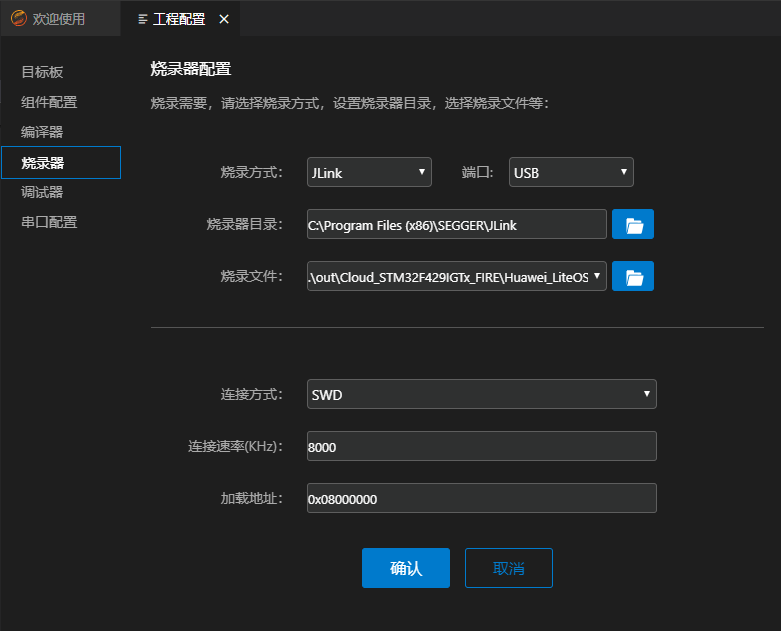 欢迎使用
工程配置
目标板
组件配置
编译器
烧录器
调试器
串口配置
烧录器配置
烧录需要，请选择烧录方式，设置烧录器目录，选择烧录文件等：
烧录方式： JLink 端口: USB
烧录器目录： C:\Program Files (x86)\SEGGER\JLink
烧录文件： .\out\Cloud_STM32F429IGTx_FIRE\Huawei_LiteOS
连接方式： SWD
连接速率(KHz)： 8000
加载地址： 0x08000000
确认 取消